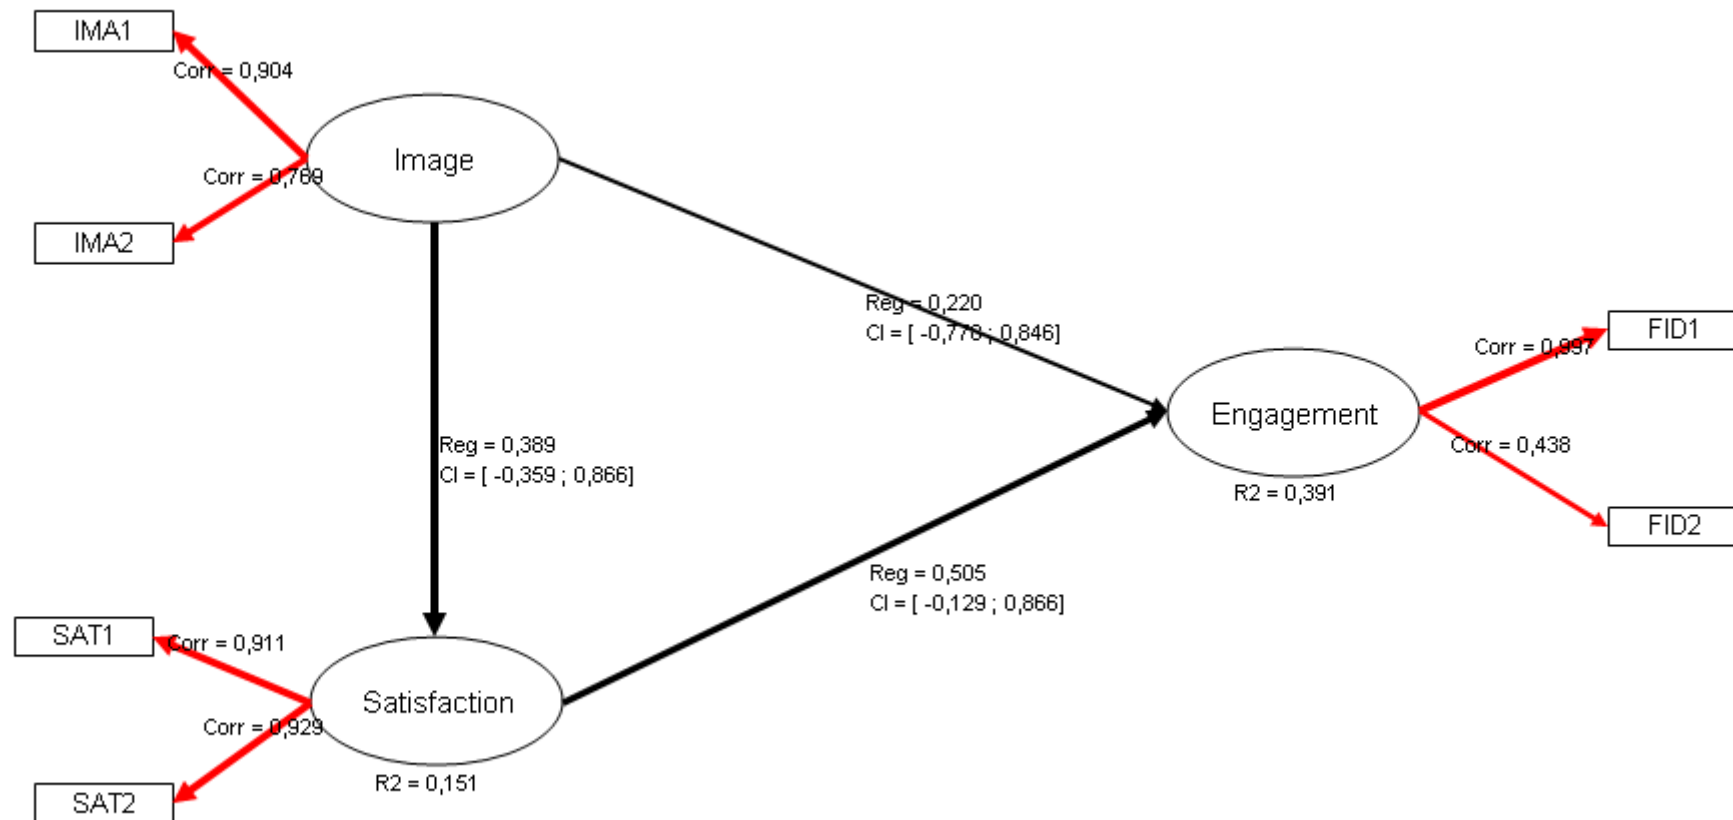 IMA1
Corr = 0,904
Image
Corr = 0,769
IMA2
Reg = 0,220
CI = [ -0,770 ; 0,846]
FID1
Corr = 0,997
Engagement
Corr = 0,438
R2 = 0,391
FID2
Reg = 0,389
CI = [ -0,359 ; 0,866]
Reg = 0,505
CI = [ -0,129 ; 0,866]
SAT1
Corr = 0,911
Satisfaction
Corr = 0,929
R2 = 0,151
SAT2